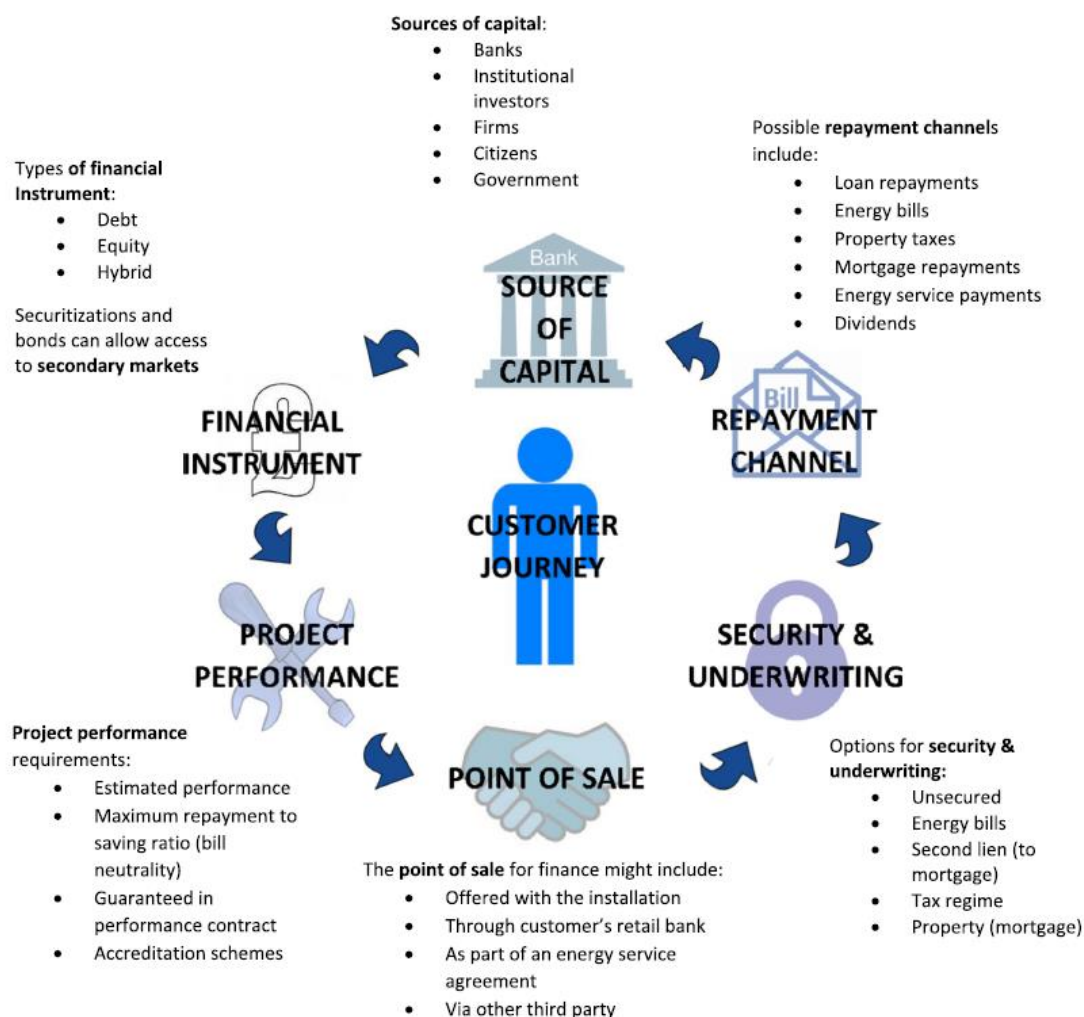 Sources of capital:
• Banks
• Institutional
investors
• Firms
• Citizens
• Government
Possible repayment channels
include:
• Loan repayments
• Energy bills
• Property taxes
• Mortgage repayments
• Energy service payments
• Dividends
Types of financial
Instrument:
• Debt
• Equity
• Hybrid
Securitizations and
bonds can allow access
to secondary markets
Bank
SOURCE
OF
CAPITAL
FINANCIAL
INSTRUMENT
£
Bill
REPAYMENT
CHANNEL
CUSTOMER
JOURNEY
PROJECT
PERFORMANCE
SECURITY &
UNDERWRITING
POINT OF SALE
Project performance
requirements:
• Estimated performance
• Maximum repayment to
saving ratio (bill
neutrality)
• Guaranteed in
performance contract
• Accreditation schemes
The point of sale for finance might include:
• Offered with the installation
• Through customer's retail bank
• As part of an energy service
agreement
• Via other third party
Options for security &
underwriting:
• Unsecured
• Energy bills
• Second lien (to
mortgage)
• Tax regime
• Property (mortgage)